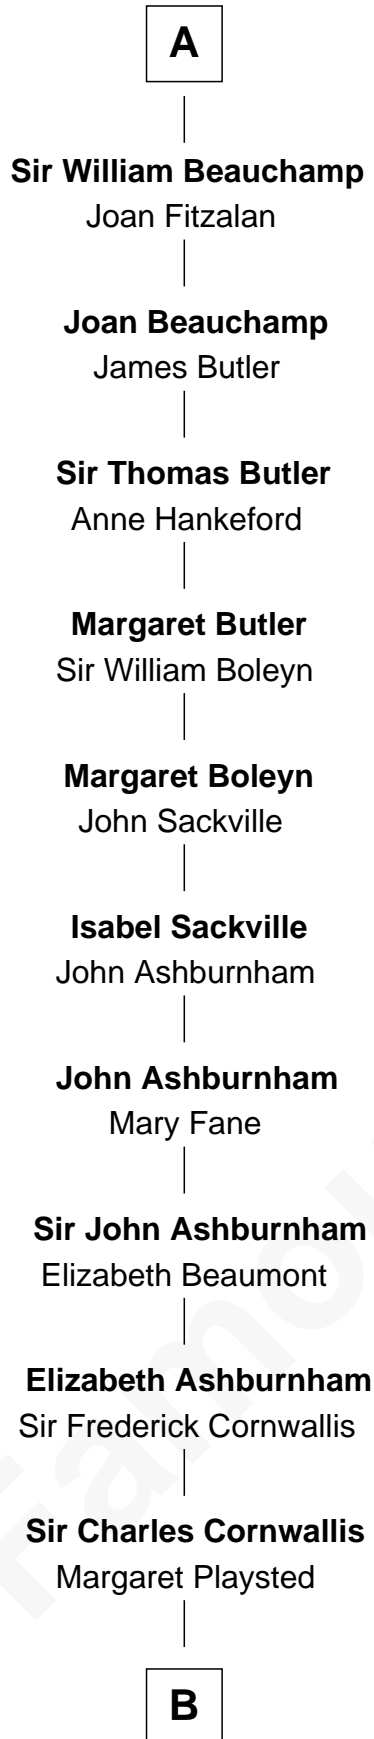 A
Sir William Beauchamp
Joan Fitzalan
Joan Beauchamp
James Butler
Sir Thomas Butler
Anne Hankeford
Margaret Butler
Sir William Boleyn
Margaret Boleyn
John Sackville
Isabel Sackville
John Ashburnham
John Ashburnham
Mary Fane
Sir John Ashburnham
Elizabeth Beaumont
Elizabeth Ashburnham
Sir Frederick Cornwallis
Sir Charles Cornwallis
Margaret Playsted
B